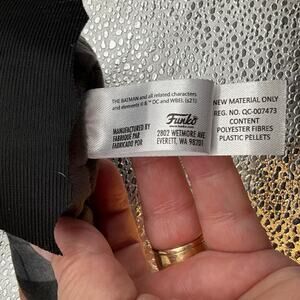 THE BATMAN and all related characters
and elements © & ™ DC and WBEI. (s21)
MANUFACTURED BY
FABRIQUÉ PAR
FABRICADO POR
Funko
2802 WETMORE AVE
EVERETT, WA 98201
NEW MATERIAL ONLY
REG. NO. QC-007473
CONTENT
POLYESTER FIBRES
PLASTIC PELLETS